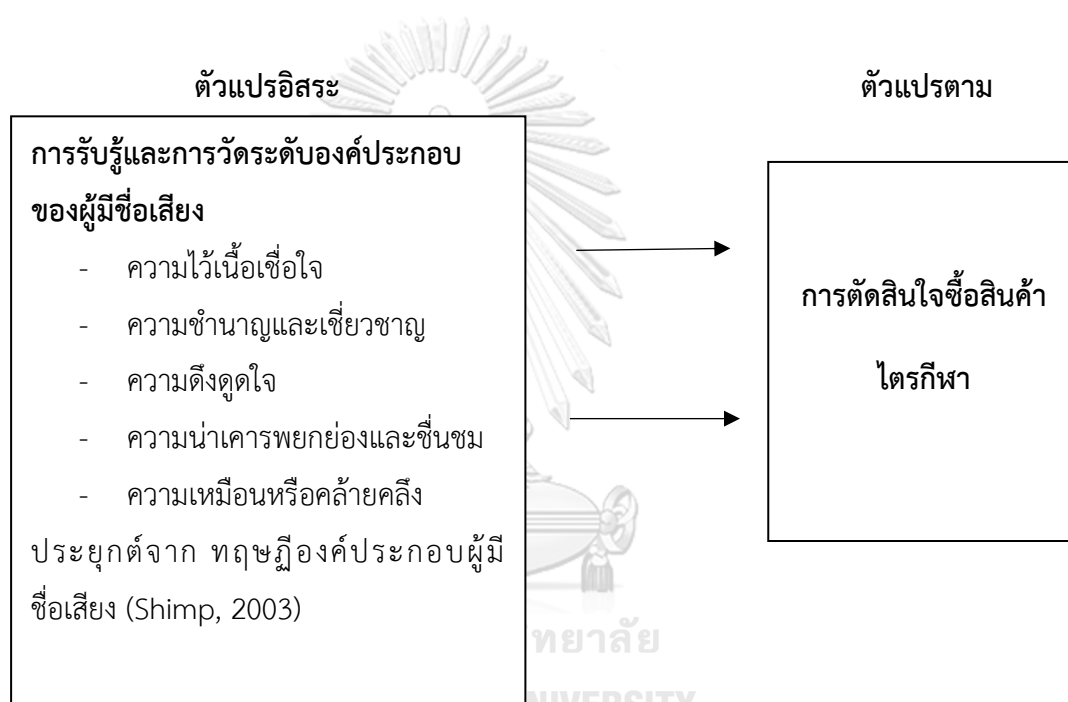 ตัวแปรอิสระ
ตัวแปรตาม
การรับรู้และการวัดระดับองค์ประกอบ
ของผู้มีชื่อเสียง
- ความไว้เนื้อเชื่อใจ
- ความชำนาญและเชี่ยวชาญ
- ความดึงดูดใจ
- ความน่าเคารพยกย่องและชื่นชม
- ความเหมือนหรือคล้ายคลึง
ประยุกต์จาก ทฤษฎีองค์ประกอบผู้มี
ชื่อเสียง (Shimp, 2003)
การตัดสินใจซื้อสินค้า
ไตรกีฬา
ทยาลัย
NIVERSITY